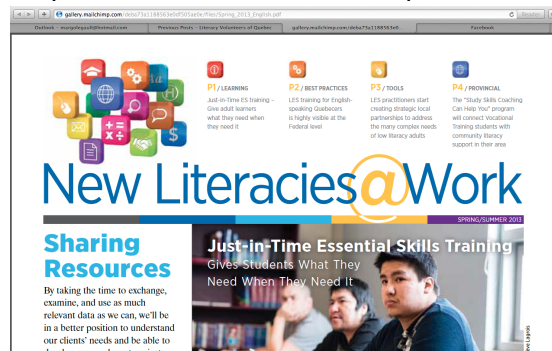 gallery.mailchimp.com/deba73a1188563e0df503ae8e/files/Spring_2013_English.pdf
Reader
Outlook – margotegault@hotmail.com
Previous Posts – Literacy Volunteers of Quebec
gallery.mailchimp.com/deba73a1188563e0df503...
Facebook
P1 / LEARNING
Just-in-Time ES training –
Give adult learners
what they need when
they need it
P2 / BEST PRACTICES
LES Training for English-
speaking Quebecers
is highly visible at the
Federal level
P3 / TOOLS
LES practitioners start
creating strategic local
partnerships to address
the many complex needs
of low literacy adults
P4 / PROVINCIAL
The "Study Skills Coaching
Can Help You" program
will connect Vocational
Training students with
community literacy
support in their area
New Literacies@Work
SPRING/SUMMER 2013
Sharing
Resources
By taking the time to exchange,
examine, and use as much
relevant data as we can, we'll be
in a better position to understand
our clients' needs and be able to
Just-in-Time Essential Skills Training
Gives Students What They
Need When They Need It